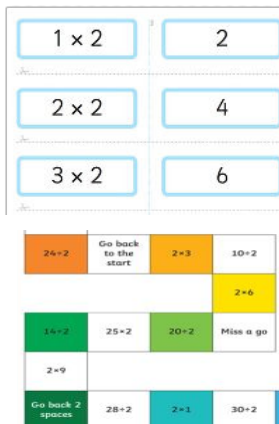 1 × 2
2
2 × 2
4
3 × 2
6
24÷2
Go back
to the
start
2×3
10÷2
2×6
14÷2
25×2
20÷2
Miss a go
2×9
Go back 2
spaces
28÷2
2×1
30÷2